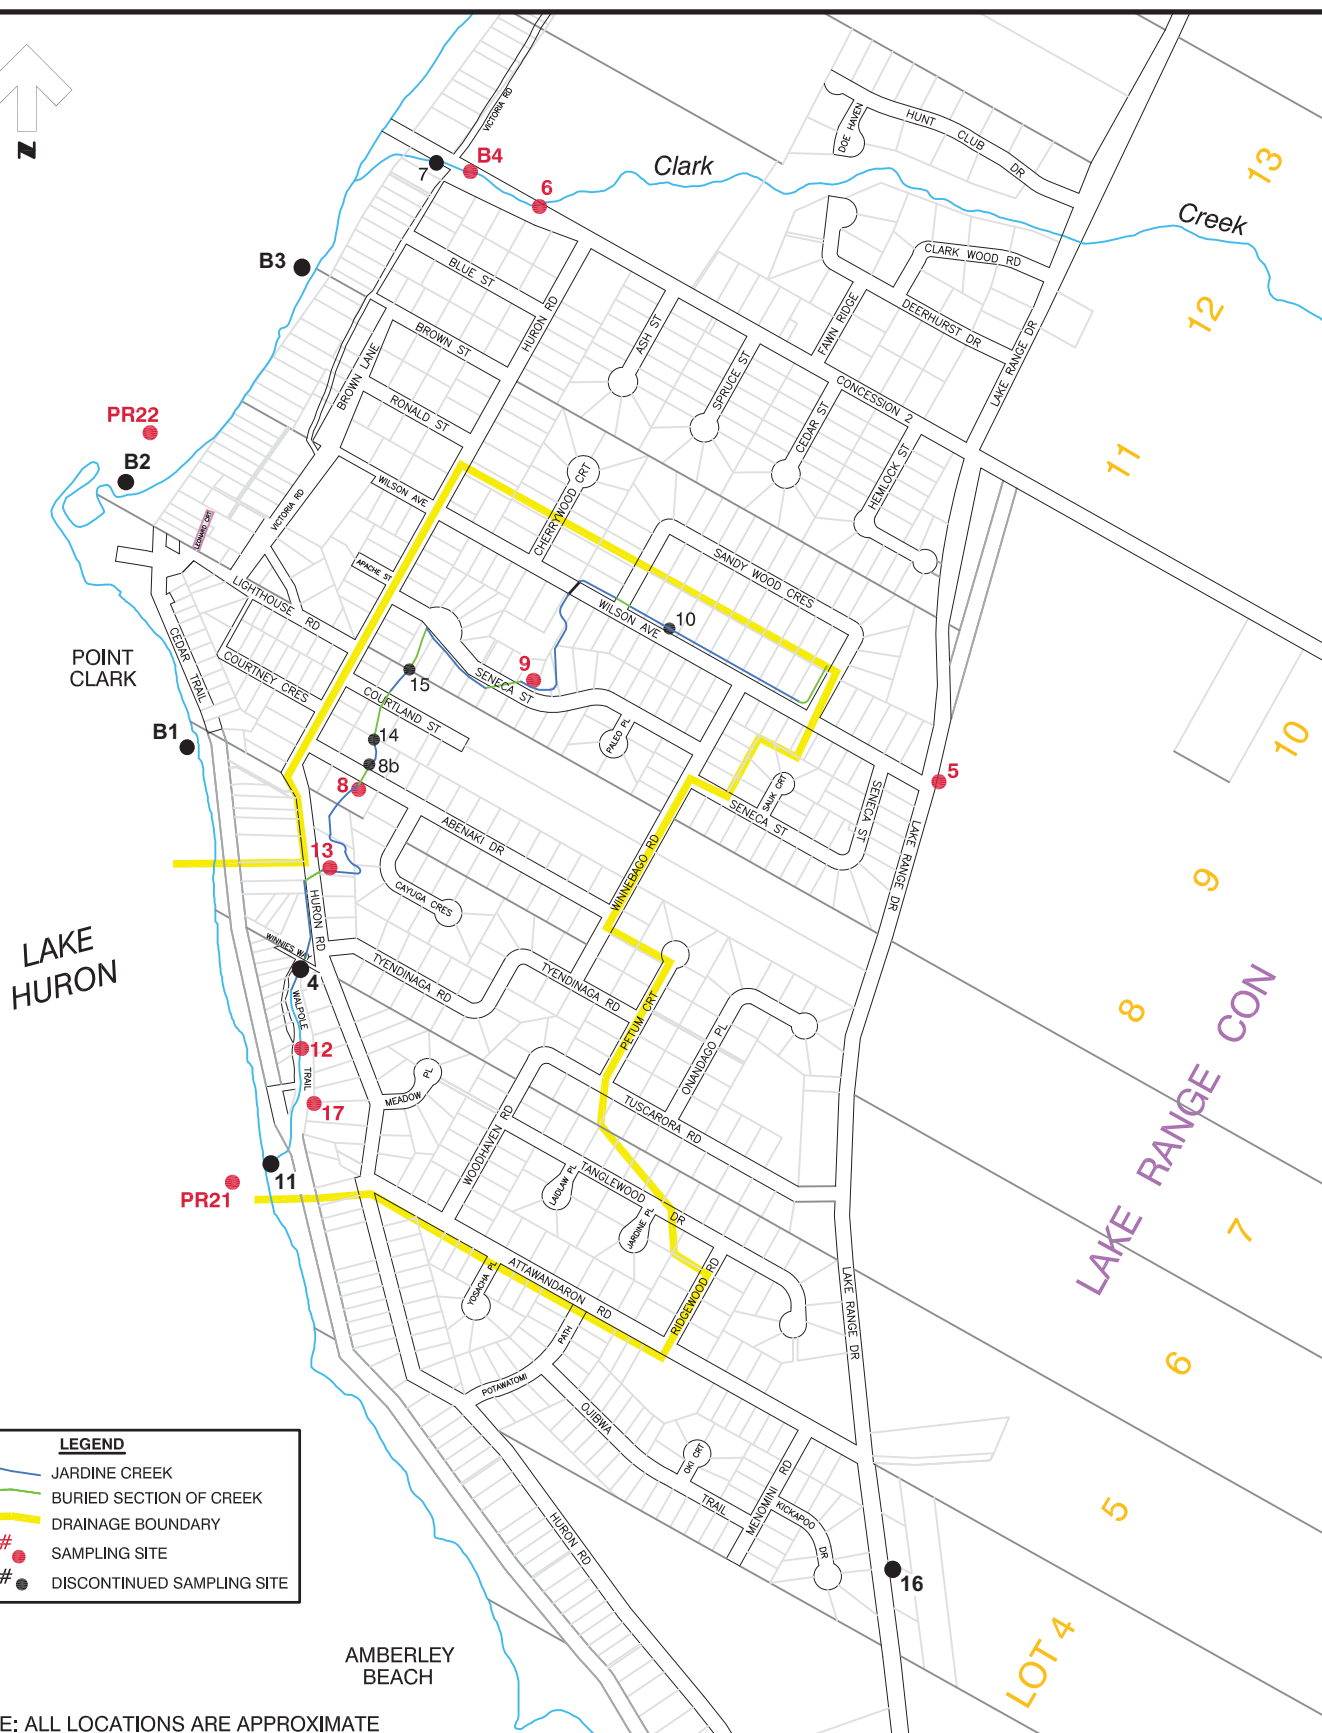 N
VICTORIA RD
DOE HAVEN
HUNT CLUB DR
13
7
B4
6
Clark
Creek
B3
BLUE ST
CLARK WOOD RD
HURON RD
BROWN ST
ASH ST
FAWN RIDGE
DEERHURST DR
12
LAKE RANGE DR
BROWN LANE
SPRUCE ST
CONCESSION 2
RONALD ST
CEDAR ST
PR22
B2
11
WILSON AVE
CHERRYWOOD CRT
HEMLOCK ST
VICTORIA RD
LEONARD CRT
APACHE ST
SANDY WOOD CRES
LIGHTHOUSE RD
WILSON AVE
10
CEDAR TRAIL
POINT
CLARK
COURTNEY CRES
15
9
SENECA ST
COURTLAND ST
B1
14
PALEO PL
10
8b
8
SAUK CRT
SENECA ST
SENECA ST
5
ABENAKI DR
LAKE RANGE DR
13
WINNEBAGO RD
9
CAYUGA CRES
HURON RD
LAKE
HURON
WINNIES WAY
4
TYENDINAGA RD
TYENDINAGA RD
8
LAKE RANGE CON
WALPOLE TRAIL
12
PETUM CRT
ONANDAGO PL
MEADOW PL
17
TUSCARORA RD
WOODHAVEN RD
11
PR21
TANGLEWOOD DR
LAIDLAW PL
JARDINE PL
7
YOSACHA PL
ATTAWANDARON RD
RIDGEWOOD RD
LAKE RANGE DR
PATH
6
POTAWATOMI
OJIBWA TRAIL
OKI CRT
MENOMINI RD
KICKAPOO DR
5
HURON RD
16
LOT 4
LEGEND
JARDINE CREEK
BURIED SECTION OF CREEK
DRAINAGE BOUNDARY
# SAMPLING SITE
# DISCONTINUED SAMPLING SITE
AMBERLEY
BEACH
E: ALL LOCATIONS ARE APPROXIMATE